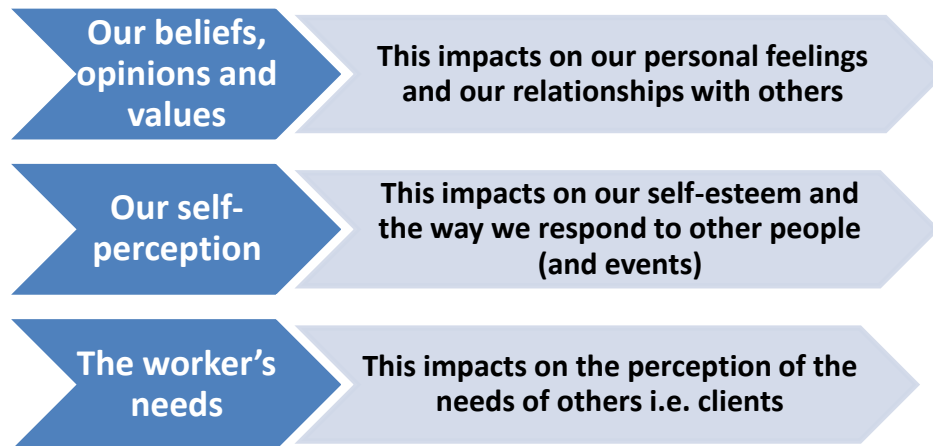 Our beliefs,
opinions and
values
This impacts on our personal feelings
and our relationships with others
Our self-
perception
This impacts on our self-esteem and
the way we respond to other people
(and events)
The worker's
needs
This impacts on the perception of the
needs of others i.e. clients